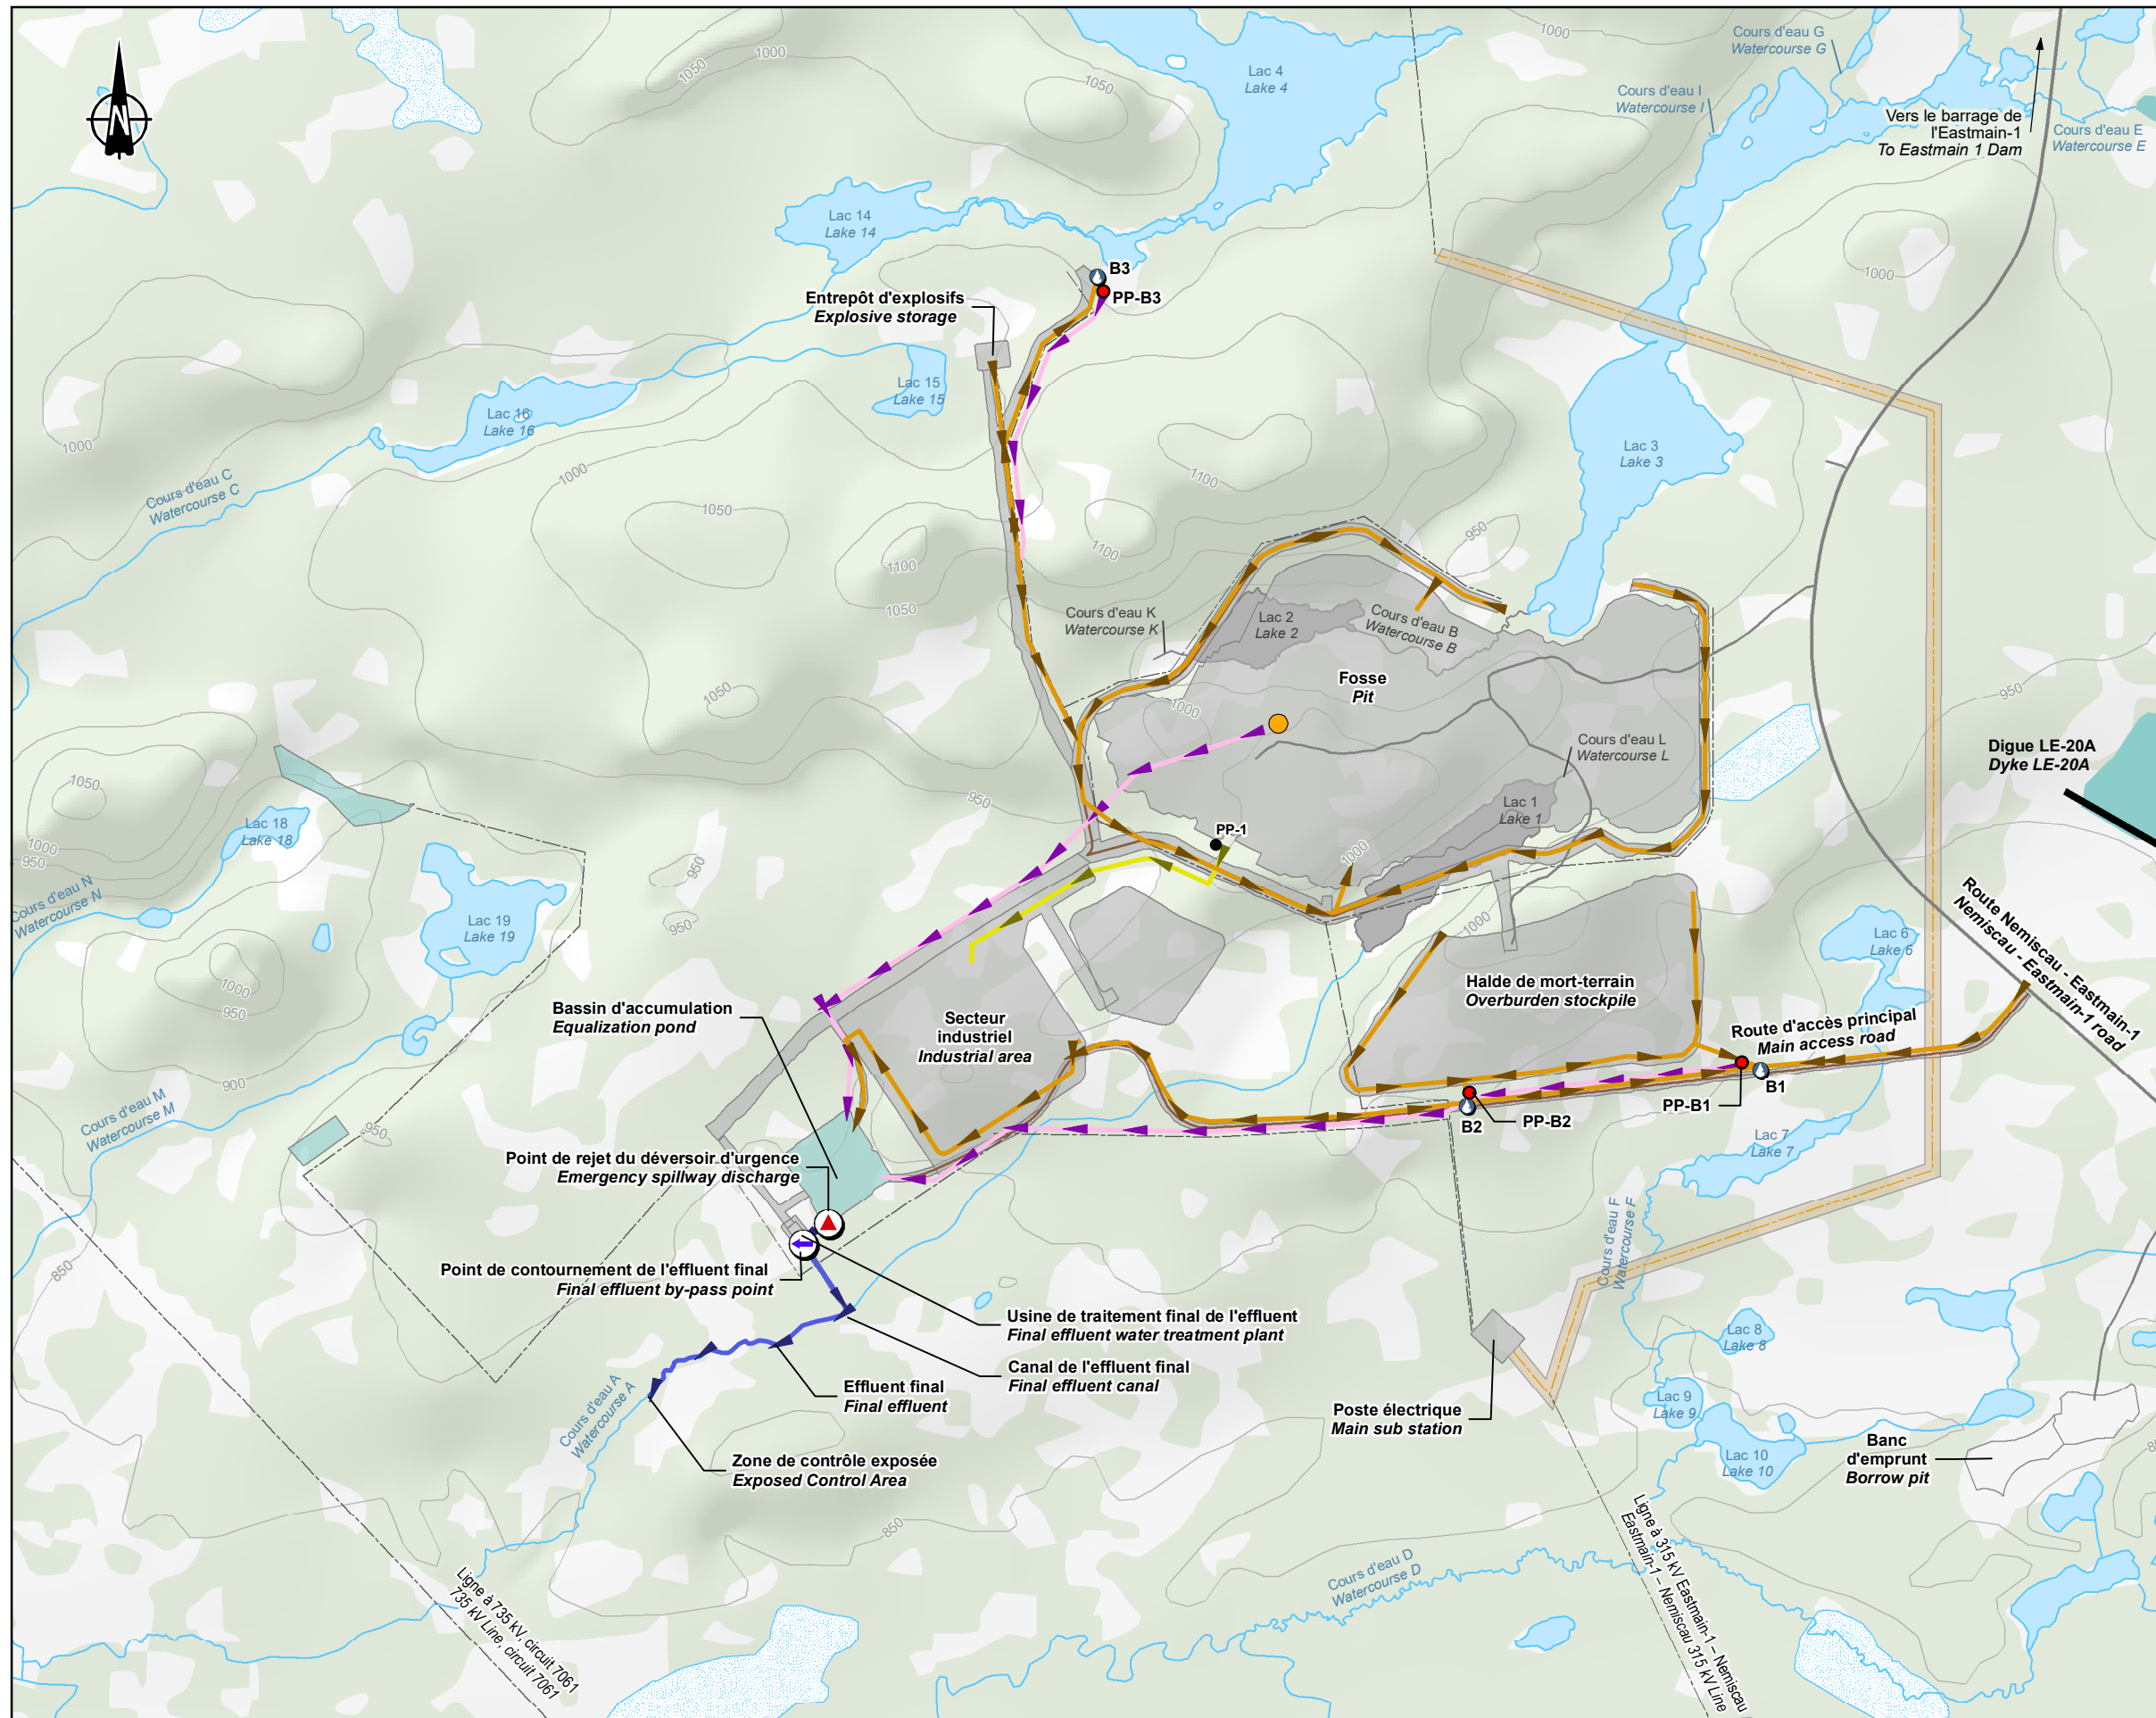 N
1000
1050
1000
1050
Lac 4
Lake 4
Cours d'eau G
Watercourse G
Cours d'eau I
Watercourse I
Vers le barrage de
l'Eastmain-1
To Eastmain 1 Dam
Cours d'eau E
Watercourse E
Lac 14
Lake 14
B3
PP-B3
1000
Entrepôt d'explosifs
Explosive storage
Lac 15
Lake 15
Lac 16
Lake 16
1000
Cours d'eau C
Watercourse C
1000
1050
1100
1100
1100
1050
950
Lac 3
Lake 3
Cours d'eau K
Watercourse K
Lac 2
Lake 2
Cours d'eau B
Watercourse B
Fosse
Pit
1050
1000
950
Cours d'eau L
Watercourse L
Digue LE-20A
Dyke LE-20A
1050
1000
950
Lac 18
Lake 18
950
950
950
PP-1
Lac 1
Lake 1
1000
Cours d'eau N
Watercourse N
Lac 19
Lake 19
1000
950
1000
Lac 6
Lake 6
Route Nemiscau - Eastmain-1
Nemiscau - Eastmain-1 road
Halde de mort-terrain
Overburden stockpile
Bassin d'accumulation
Equalization pond
Secteur
industriel
Industrial area
Route d'accès principal
Main access road
B1
PP-B1
B2
PP-B2
900
950
Cours d'eau M
Watercourse M
Lac 7
Lake 7
Point de rejet du déversoir d'urgence
Emergency spillway discharge
Cours d'eau F
Watercourse F
850
Point de contournement de l'effluent final
Final effluent by-pass point
Usine de traitement final de l'effluent
Final effluent water treatment plant
Canal de l'effluent final
Final effluent canal
Effluent final
Final effluent
Lac 8
Lake 8
Lac 9
Lake 9
Cours d'eau A
Watercourse A
Poste électrique
Main sub station
Lac 10
Lake 10
Banc
d'emprunt
Borrow pit
Zone de contrôle exposée
Exposed Control Area
850
Ligne à 735 kV, circuit 7061
735 kV Line, circuit 7061
Cours d'eau D
Watercourse D
Ligne à 315 kV Eastmain-1 – Nemiscau
Eastmain-1 – Nemiscau 315 kV Line